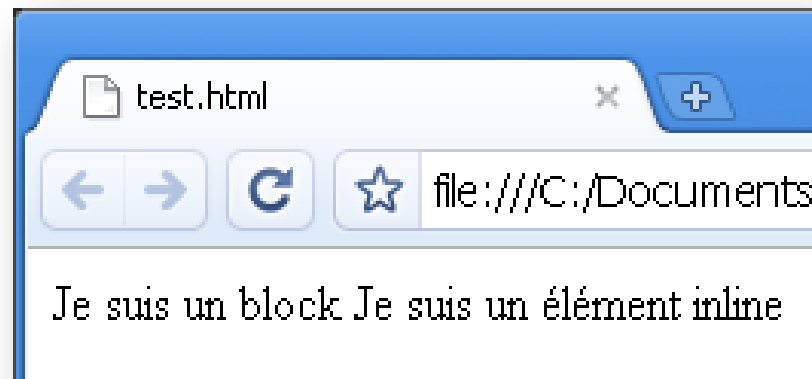 test.html
file:///C:/Documents
Je suis un block Je suis un élément inline